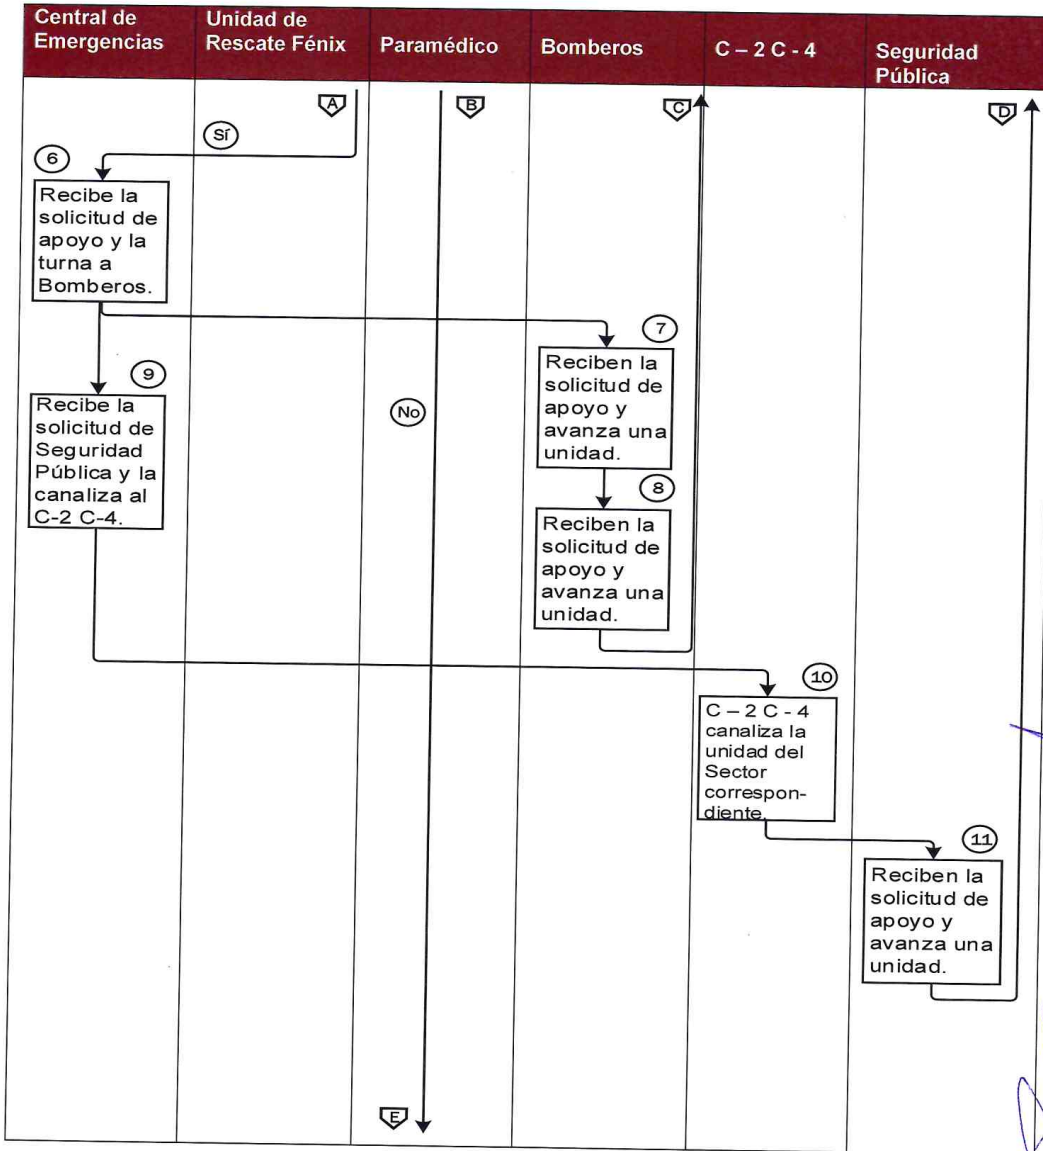 Central de
Emergencias
Unidad de
Rescate Fénix
Paramédico
Bomberos
C – 2 C - 4
Seguridad
Pública
A
B
C
D
Sí
6
Recibe la
solicitud de
apoyo y la
turna a
Bomberos.
7
Reciben la
solicitud de
apoyo y
avanza una
unidad.
9
Recibe la
solicitud de
Seguridad
Pública y la
canaliza al
C-2 C-4.
No
8
Reciben la
solicitud de
apoyo y
avanza una
unidad.
10
C – 2 C - 4
canaliza la
unidad del
Sector
correspon-
diente.
11
Reciben la
solicitud de
apoyo y
avanza una
unidad.
E